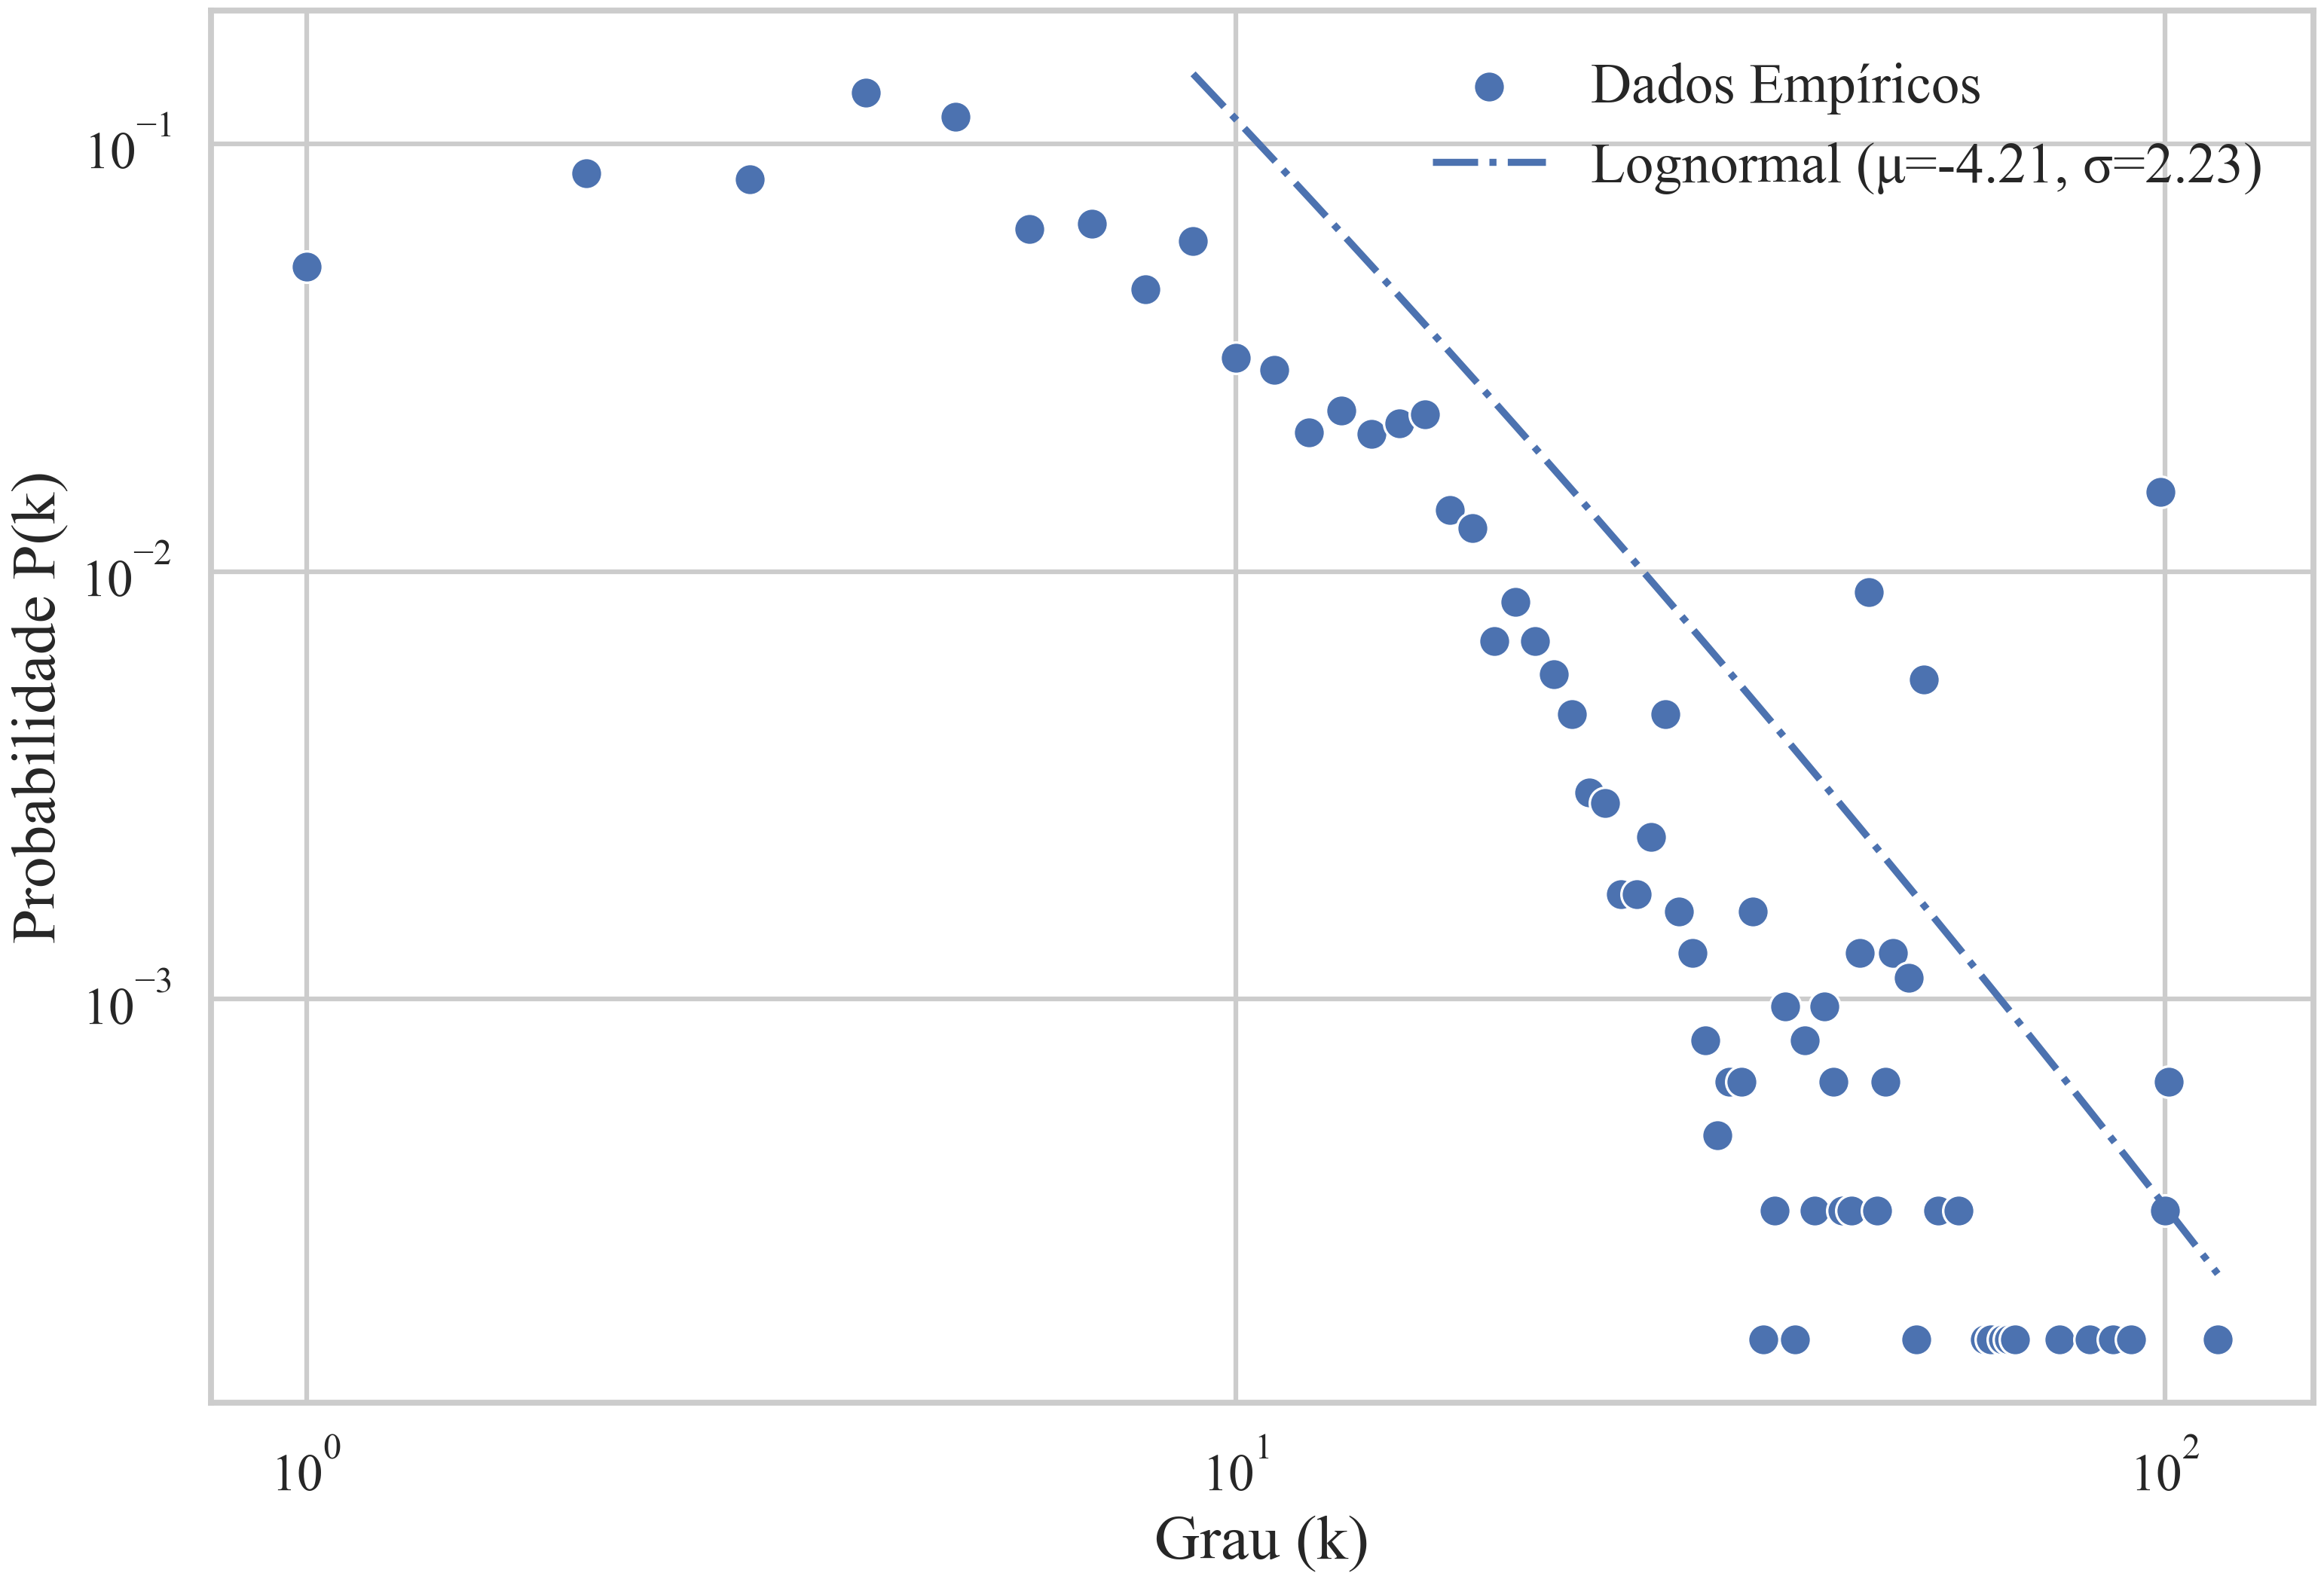 Dados Empíricos
Lognormal (μ=-4.21, σ=2.23)
Probabilidade P(k)
10⁻¹
10⁻²
10⁻³
10⁰
10¹
10²
Grau (k)